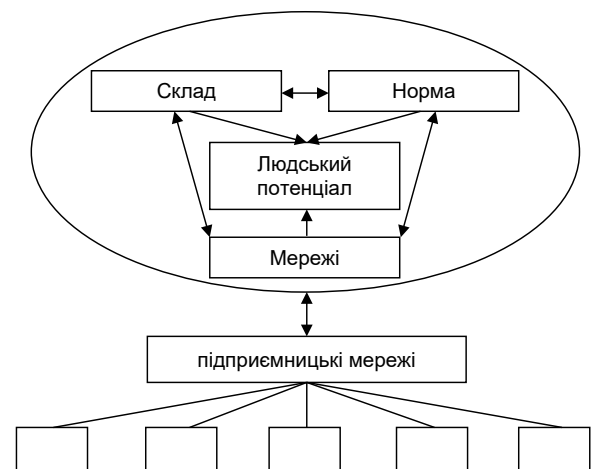 Склад
Норма
Людський
потенціал
Мережі
підприємницькі мережі